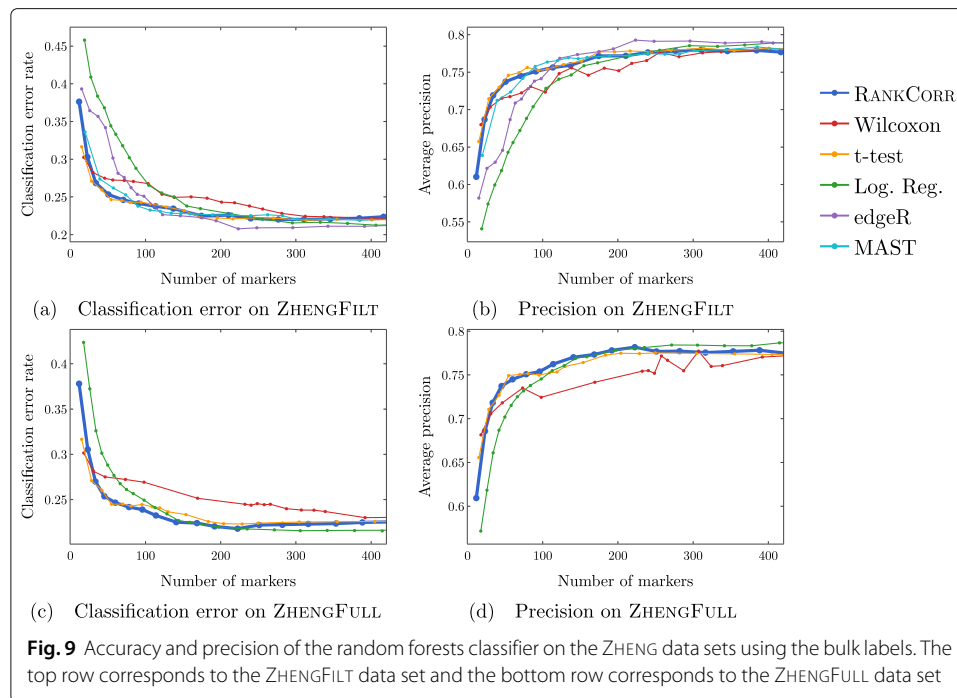 Classification error rate
0.45
0.4
0.35
0.3
0.25
0.2
0
100
200
300
400
Number of markers
(a) Classification error on ZHENGFILT
Average precision
0.8
0.75
0.7
0.65
0.6
0.55
0
100
200
300
400
Number of markers
(b) Precision on ZHENGFILT
RANKCORR
Wilcoxon
t-test
Log. Reg.
edgeR
MAST
Classification error rate
0.4
0.35
0.3
0.25
0
100
200
300
400
Number of markers
(c) Classification error on ZHENGFULL
Average precision
0.8
0.75
0.7
0.65
0.6
0
100
200
300
400
Number of markers
(d) Precision on ZHENGFULL
Fig. 9 Accuracy and precision of the random forests classifier on the ZHENG data sets using the bulk labels. The
top row corresponds to the ZHENGFILT data set and the bottom row corresponds to the ZHENGFULL data set